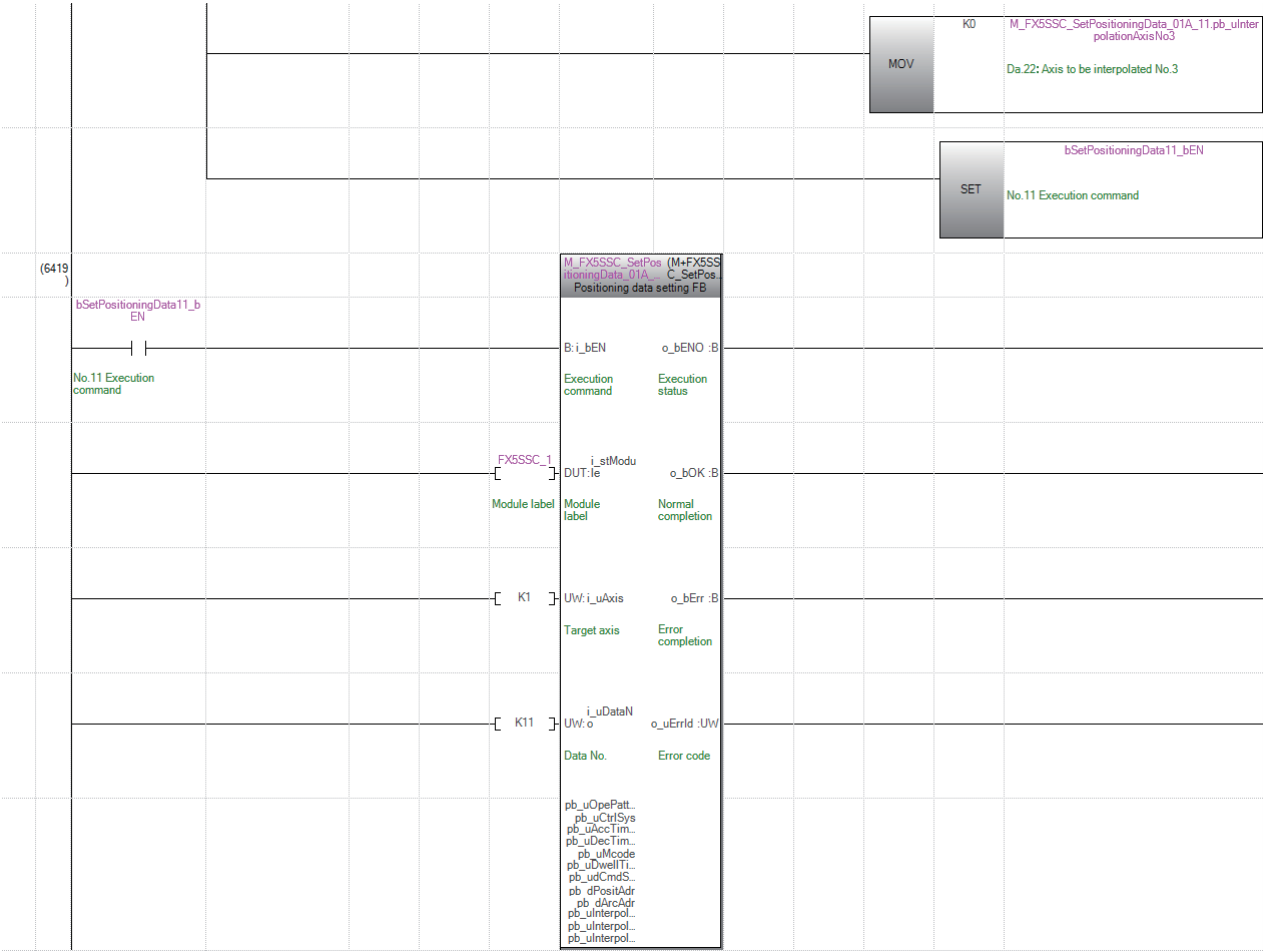 K0
M_FX5SSC_SetPositioningData_01A_11.pb_uInter
polationAxisNo3
MOV
Da.22: Axis to be interpolated No.3
bSetPositioningData11_bEN
SET
No.11 Execution command
(6419
)
M_FX5SSC_SetPos (M+FX5SS
itioningData_01A_... C_SetPos...
Positioning data setting FB
bSetPositioningData11_b
EN
B: i_bEN
o_bENO :B
No.11 Execution
command
Execution
command
Execution
status
FX5SSC_1
i_stModu
DUT:le
o_bOK :B
Module label
Module
label
Normal
completion
K1
UW: i_uAxis
o_bErr :B
Target axis
Error
completion
K11
i_uDataN
UW: o
o_uErrId :UW
Data No.
Error code
pb_uOpePatt...
pb_uCtrlSys
pb_uAccTim...
pb_uDecTim...
pb_uMcode
pb_uDwellTi...
pb_udCmdS...
pb_dPositAdr
pb_dArcAdr
pb_uInterpol...
pb_uInterpol...
pb_uInterpol...